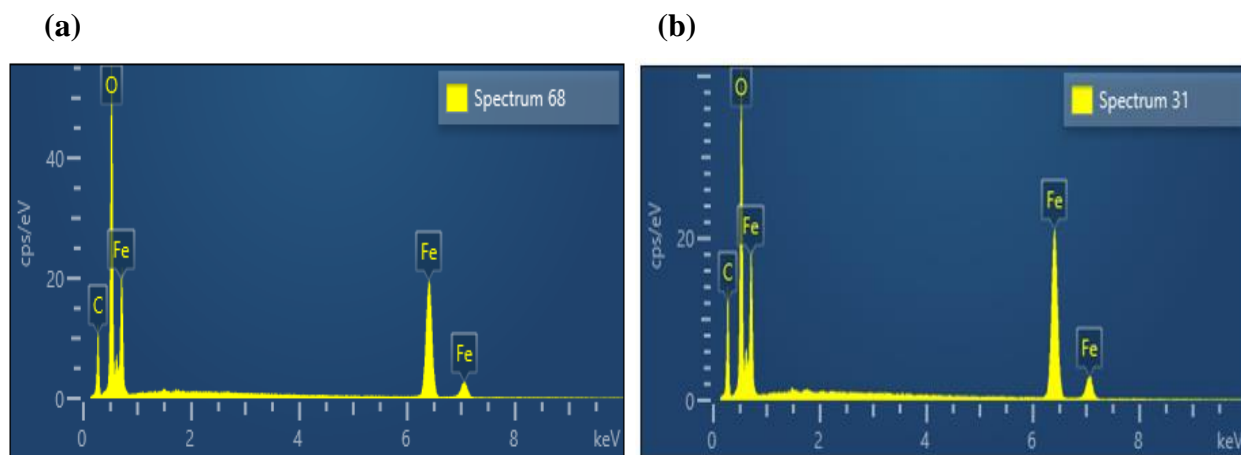 (a)
(b)
Spectrum 68
O
Fe
C
Fe
Fe
40
20
0
cps/eV
0 2 4 6 8 keV
Spectrum 31
O
Fe
C
Fe
Fe
20
0
cps/eV
0 2 4 6 8 keV